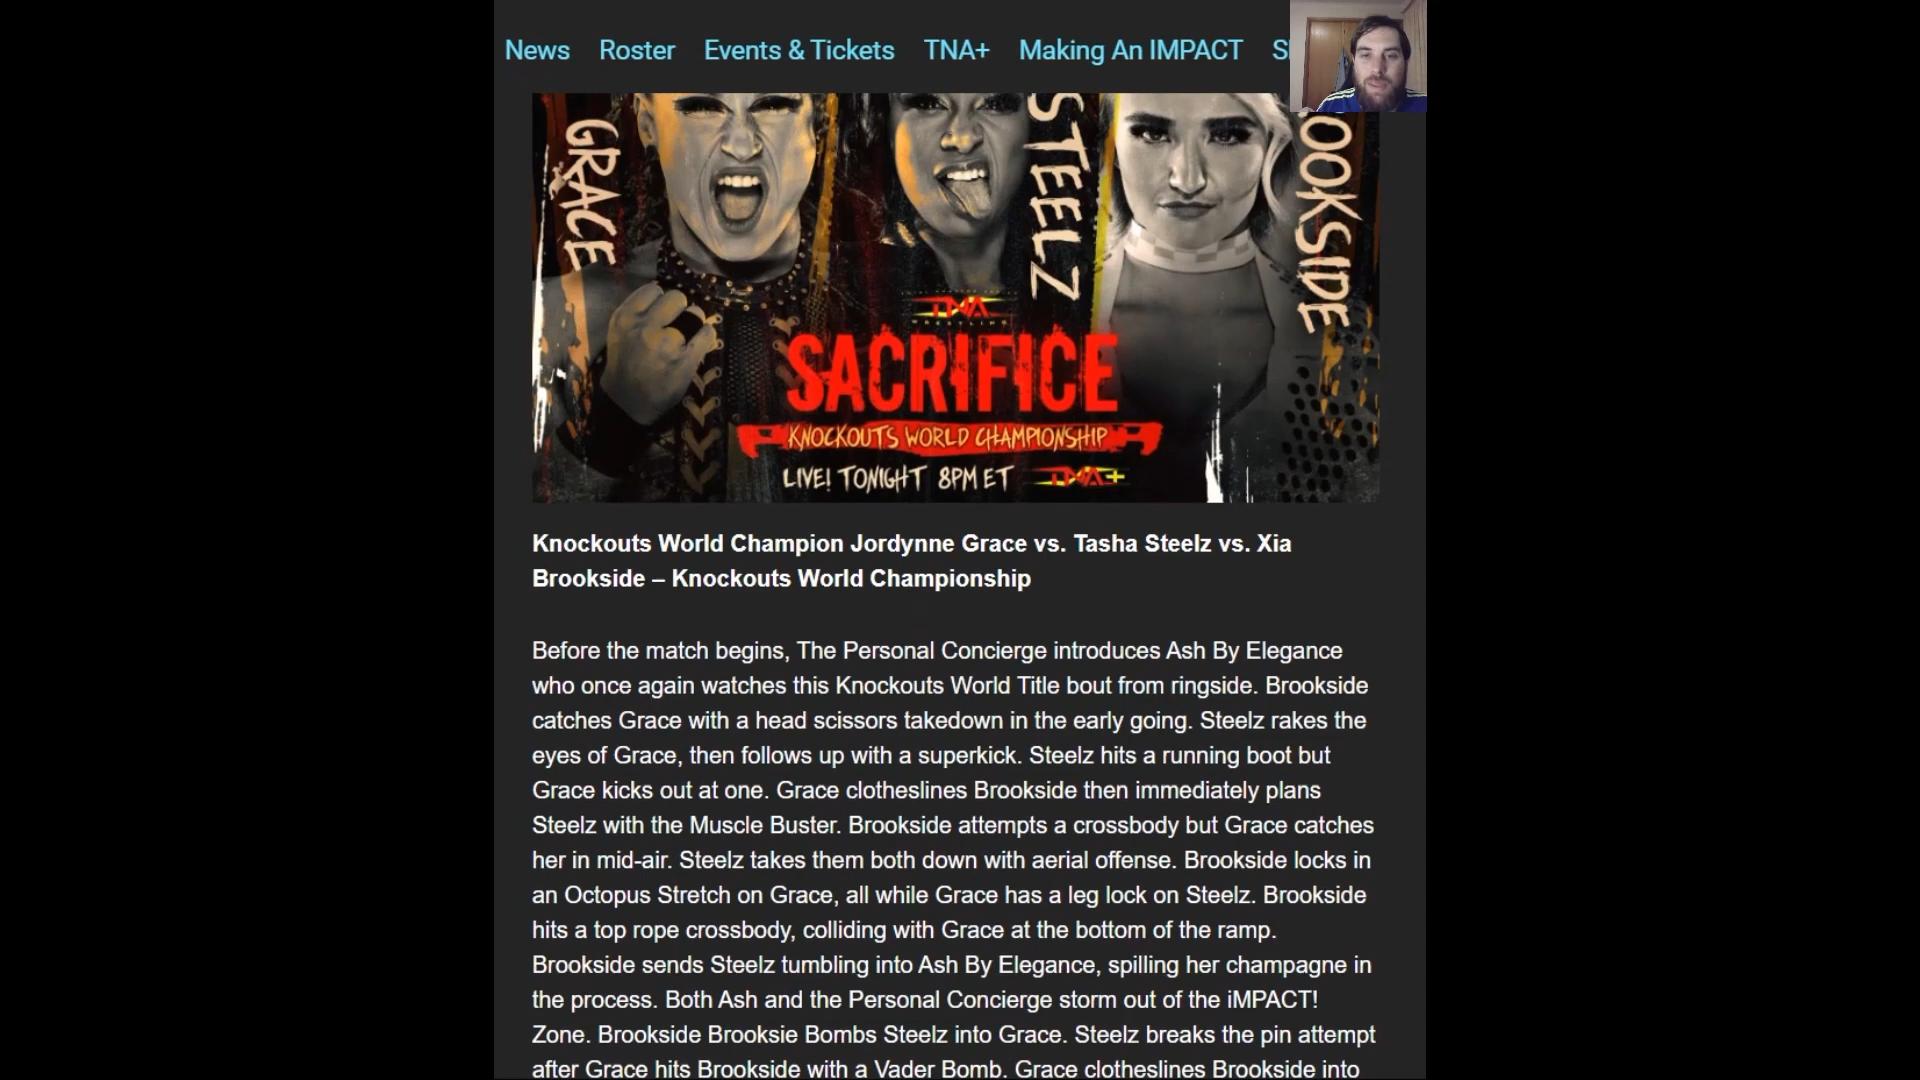 News Roster Events & Tickets TNA+ Making An IMPACT
GRACE
STEELZ
OOKSIDE
TNA
WRESTLING
SACRIFICE
KNOCKOUTS WORLD CHAMPIONSHIP
LIVE! TONIGHT 8PM ET TNA+
Knockouts World Champion Jordynne Grace vs. Tasha Steelz vs. Xia
Brookside – Knockouts World Championship
Before the match begins, The Personal Concierge introduces Ash By Elegance
who once again watches this Knockouts World Title bout from ringside. Brookside
catches Grace with a head scissors takedown in the early going. Steelz rakes the
eyes of Grace, then follows up with a superkick. Steelz hits a running boot but
Grace kicks out at one. Grace clotheslines Brookside then immediately plans
Steelz with the Muscle Buster. Brookside attempts a crossbody but Grace catches
her in mid-air. Steelz takes them both down with aerial offense. Brookside locks in
an Octopus Stretch on Grace, all while Grace has a leg lock on Steelz. Brookside
hits a top rope crossbody, colliding with Grace at the bottom of the ramp.
Brookside sends Steelz tumbling into Ash By Elegance, spilling her champagne in
the process. Both Ash and the Personal Concierge storm out of the iMPACT!
Zone. Brookside Brooksie Bombs Steelz into Grace. Steelz breaks the pin attempt
after Grace hits Brookside with a Vader Bomb. Grace clotheslines Brookside into